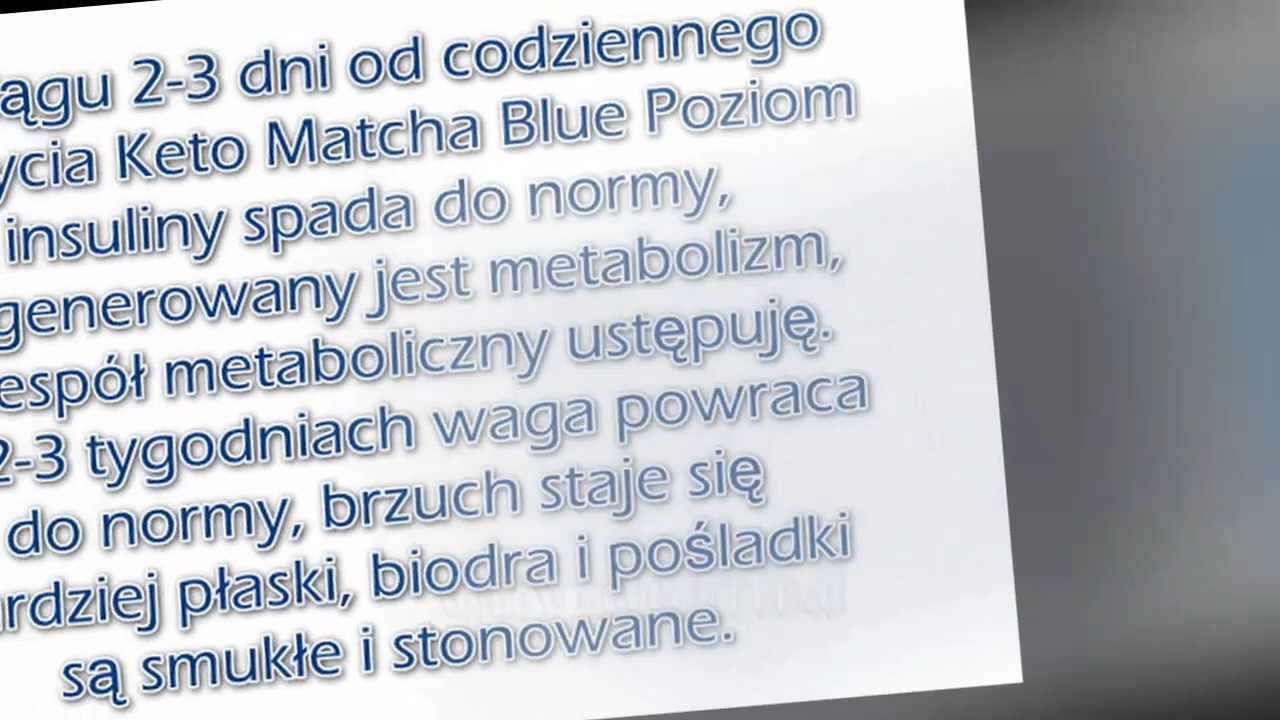 ągu 2-3 dni od codziennego
ycia Keto Matcha Blue Poziom
insuliny spada do normy,
generowany jest metabolizm,
espół metaboliczny ustępuję.
2-3 tygodniach waga powraca
do normy, brzuch staje się
rdziej płaski, biodra i pośladki
są smukłe i stonowane.